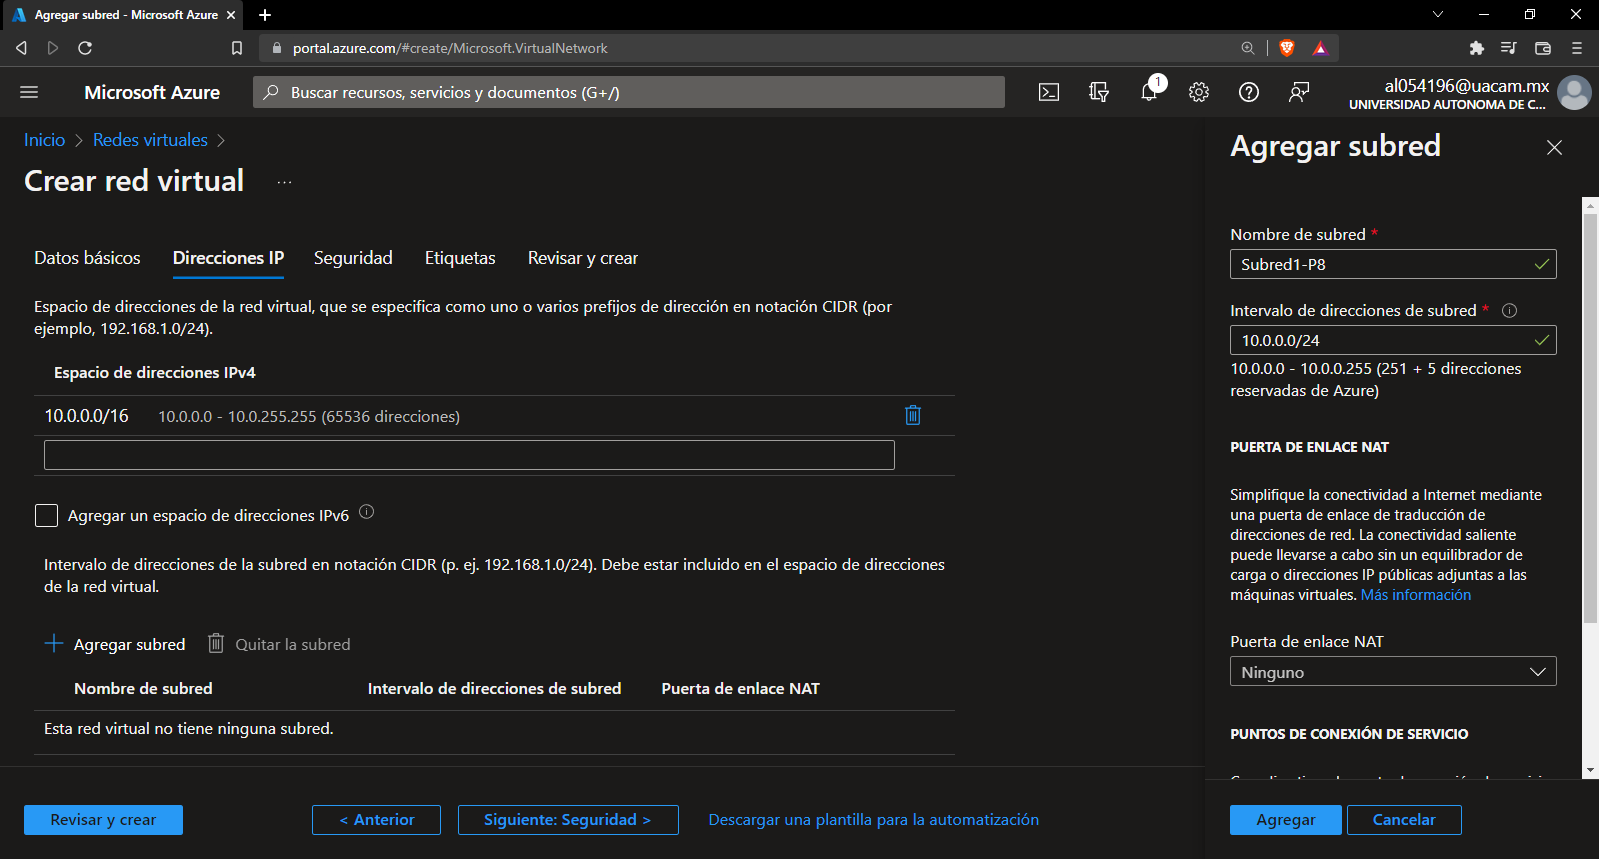 Agregar subred - Microsoft Azure
portal.azure.com/#create/Microsoft.VirtualNetwork
Microsoft Azure
Buscar recursos, servicios y documentos (G+/)
1
al054196@uacam.mx
UNIVERSIDAD AUTONOMA DE C...
Inicio > Redes virtuales >
Crear red virtual ...
Datos básicos Direcciones IP Seguridad Etiquetas Revisar y crear
Espacio de direcciones de la red virtual, que se especifica como uno o varios prefijos de dirección en notación CIDR (por
ejemplo, 192.168.1.0/24).
Espacio de direcciones IPv4
10.0.0.0/16 10.0.0.0 - 10.0.255.255 (65536 direcciones)
Agregar un espacio de direcciones IPv6
Intervalo de direcciones de la subred en notación CIDR (p. ej. 192.168.1.0/24). Debe estar incluido en el espacio de direcciones
de la red virtual.
Agregar subred Quitar la subred
Nombre de subred Intervalo de direcciones de subred Puerta de enlace NAT
Esta red virtual no tiene ninguna subred.
Revisar y crear < Anterior Siguiente: Seguridad > Descargar una plantilla para la automatización
Agregar subred
Nombre de subred *
Subred1-P8
Intervalo de direcciones de subred *
10.0.0.0/24
10.0.0.0 - 10.0.0.255 (251 + 5 direcciones
reservadas de Azure)
PUERTA DE ENLACE NAT
Simplifique la conectividad a Internet mediante
una puerta de enlace de traducción de
direcciones de red. La conectividad saliente
puede llevarse a cabo sin un equilibrador de
carga o direcciones IP públicas adjuntas a las
máquinas virtuales. Más información
Puerta de enlace NAT
Ninguno
PUNTOS DE CONEXIÓN DE SERVICIO
Agregar Cancelar